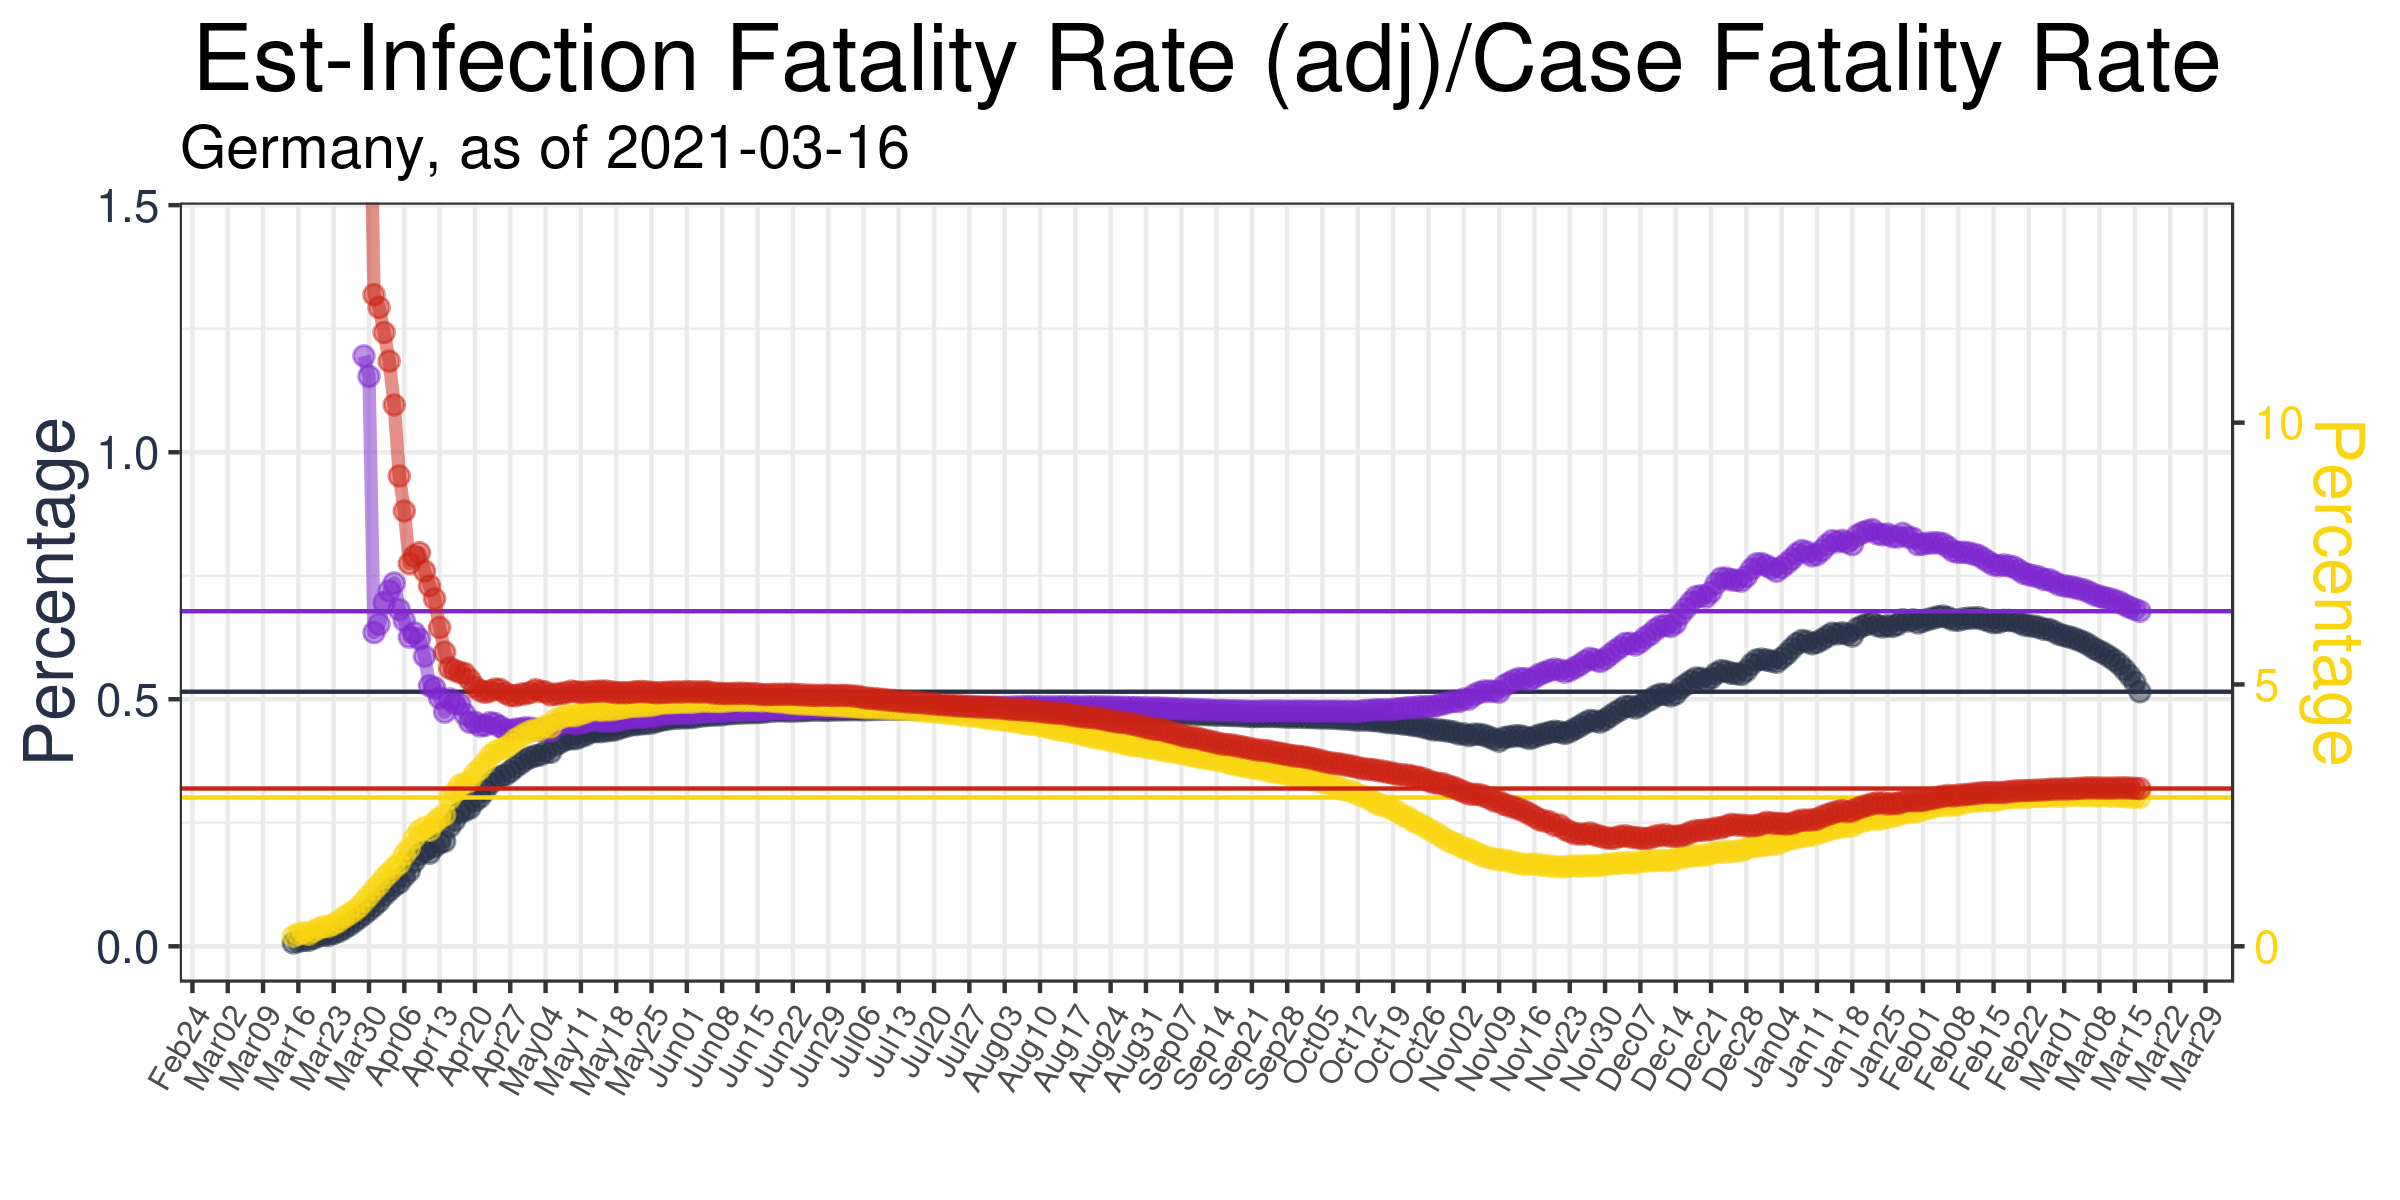 Est-Infection Fatality Rate (adj)/Case Fatality Rate
Germany, as of 2021-03-16
Percentage
1.5
1.0
0.5
0.0
10
5
0
Percentage
Feb24
Mar02
Mar09
Mar16
Mar23
Mar30
Apr06
Apr13
Apr20
Apr27
May04
May11
May18
May25
Jun01
Jun08
Jun15
Jun22
Jun29
Jul06
Jul13
Jul20
Jul27
Aug03
Aug10
Aug17
Aug24
Aug31
Sep07
Sep14
Sep21
Sep28
Oct05
Oct12
Oct19
Oct26
Nov02
Nov09
Nov16
Nov23
Nov30
Dec07
Dec14
Dec21
Dec28
Jan04
Jan11
Jan18
Jan25
Feb01
Feb08
Feb15
Feb22
Mar01
Mar08
Mar15
Mar22
Mar29